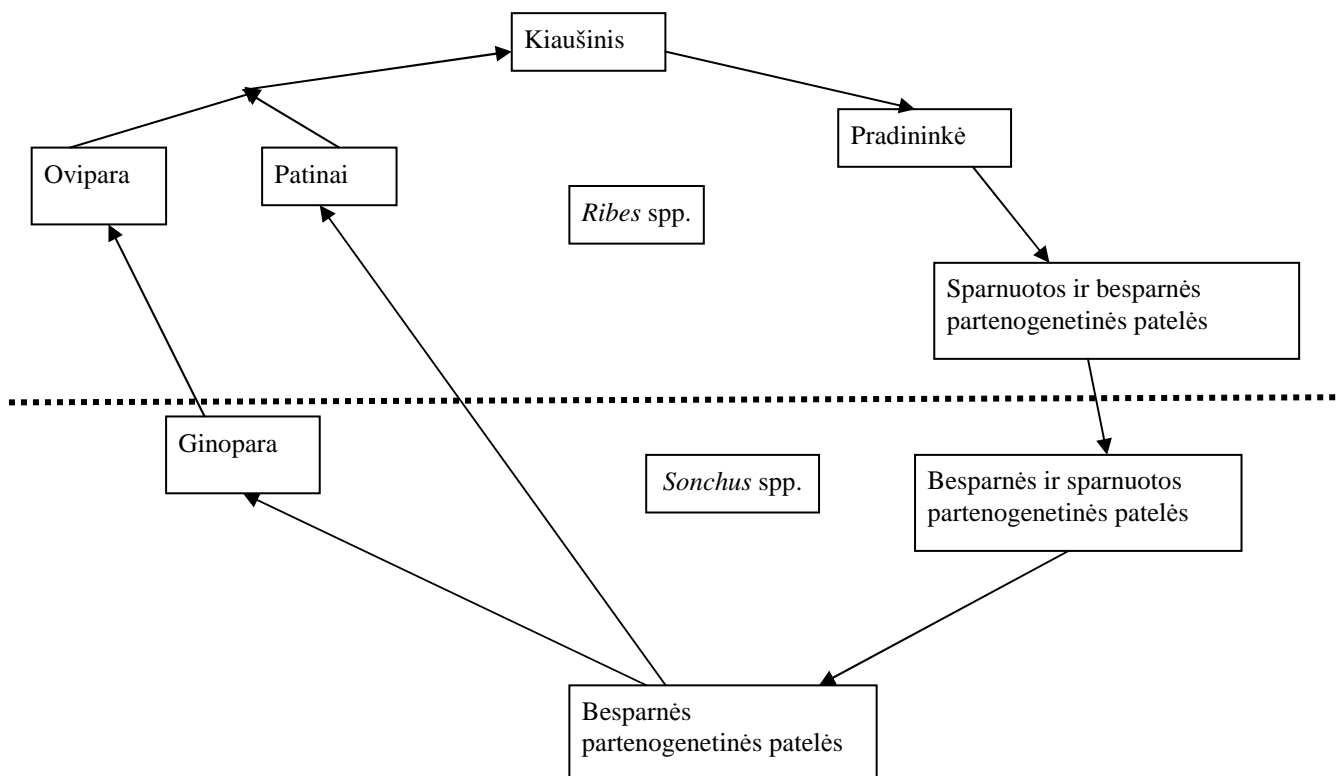 Kiaušinis
Pradininkė
Ovipara
Patinai
Ribes spp.
Sparnuotos ir besparnės
partenogenetinės patelės
Ginopara
Sonchus spp.
Besparnės ir sparnuotos
partenogenetinės patelės
Besparnės
partenogenetinės patelės